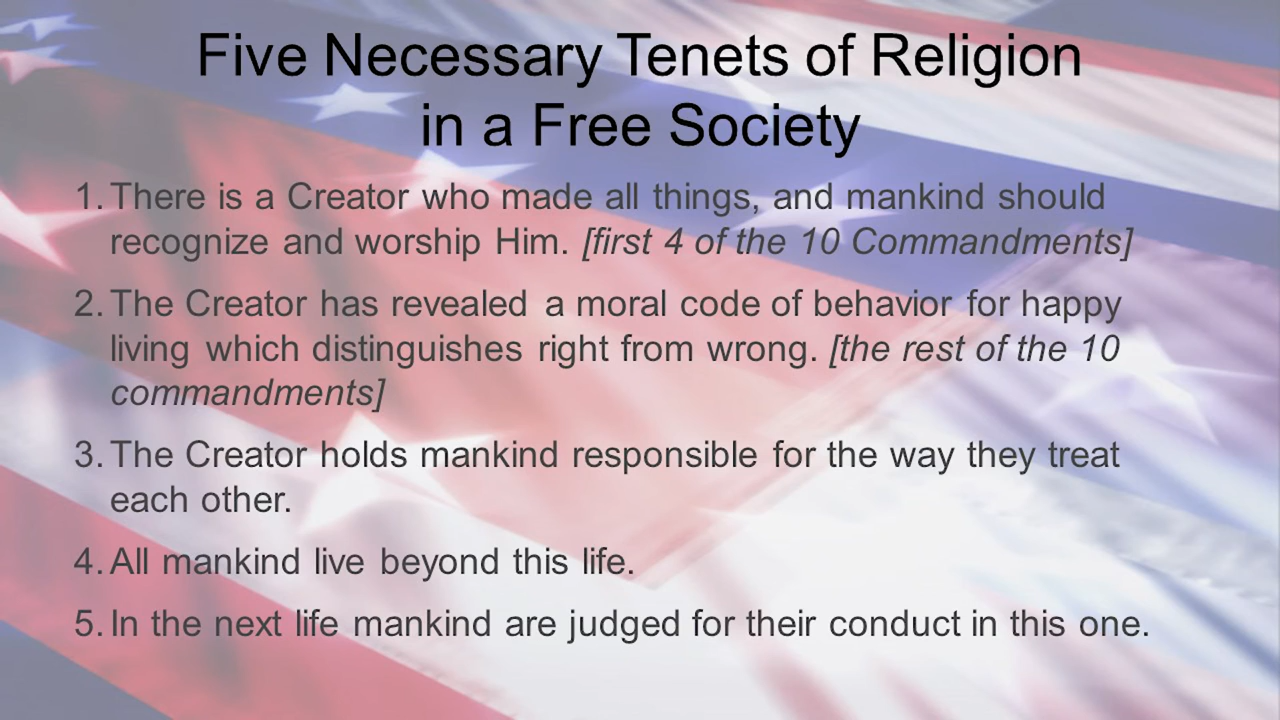 Five Necessary Tenets of Religion
in a Free Society
1. There is a Creator who made all things, and mankind should
recognize and worship Him. [first 4 of the 10 Commandments]
2. The Creator has revealed a moral code of behavior for happy
living which distinguishes right from wrong. [the rest of the 10
commandments]
3. The Creator holds mankind responsible for the way they treat
each other.
4. All mankind live beyond this life.
5. In the next life mankind are judged for their conduct in this one.